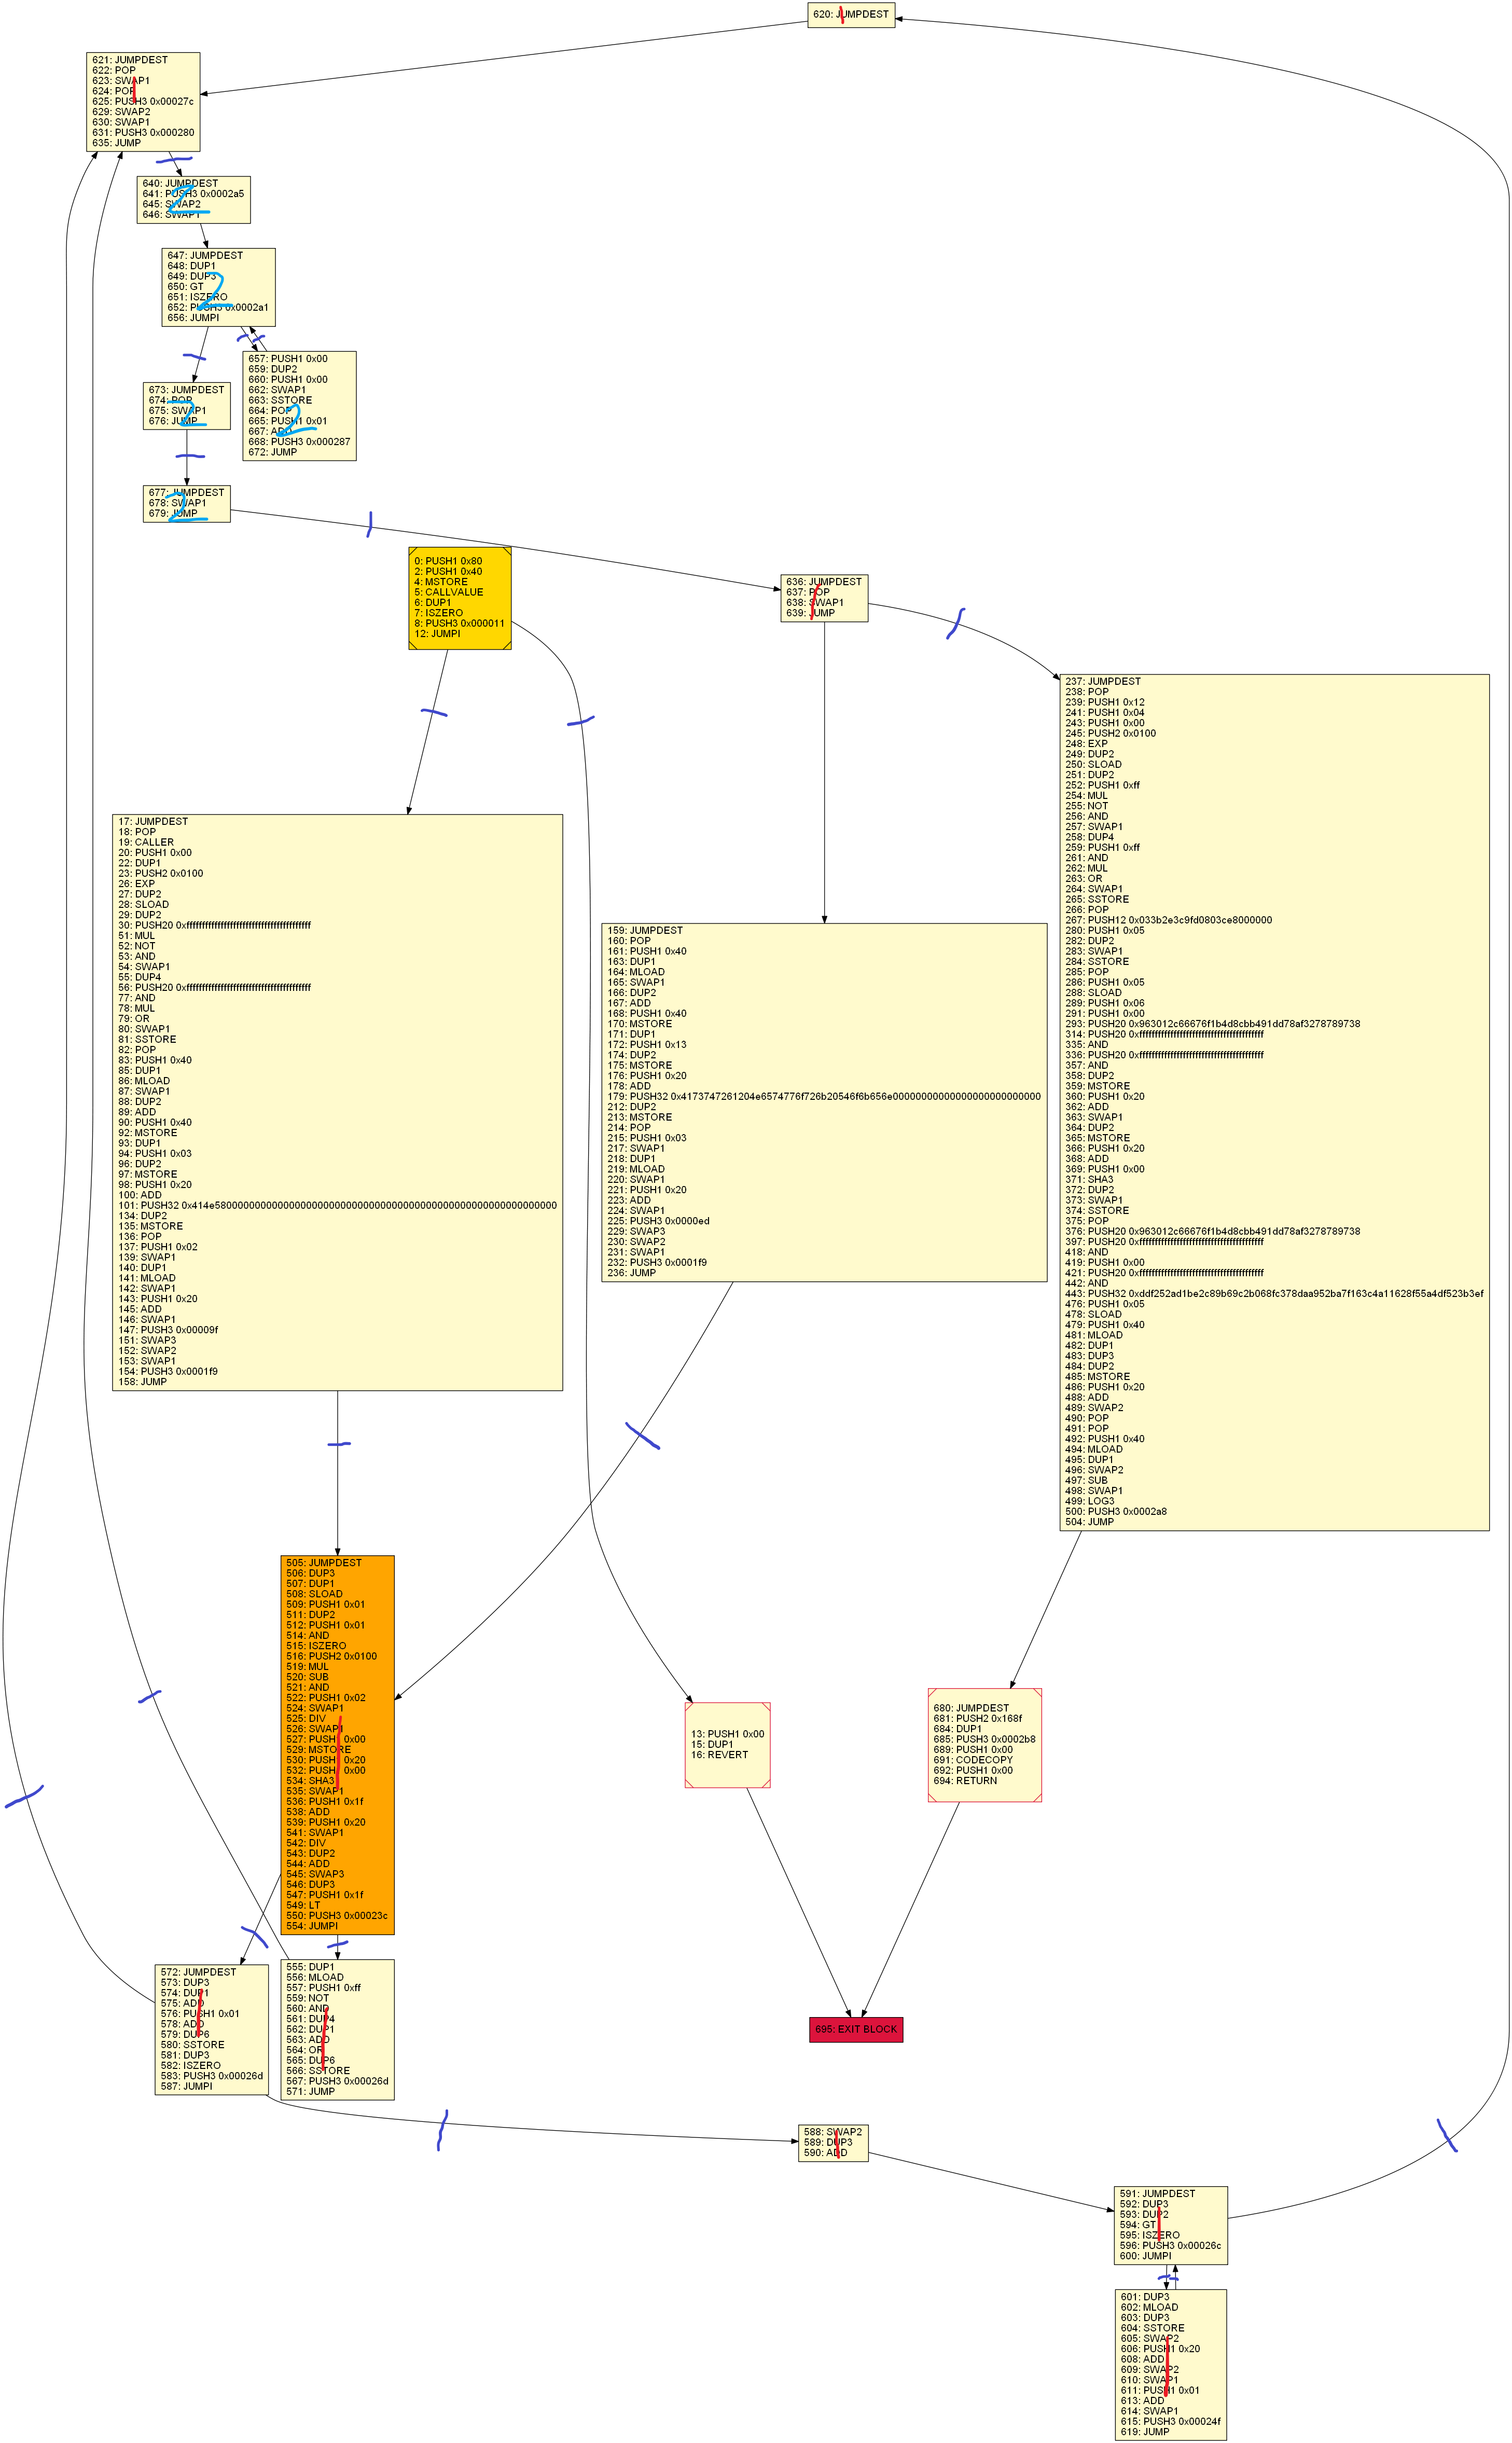 620: JUMPDEST
621: JUMPDEST
622: POP
623: SWAP1
624: POP
625: PUSH3 0x00027c
629: SWAP2
630: SWAP1
631: PUSH3 0x000280
635: JUMP
640: JUMPDEST
641: PUSH3 0x0002a5
645: SWAP2
646: SWAP1
2
647: JUMPDEST
648: DUP1
649: DUP3
650: GT
651: ISZERO
652: PUSH3 0x0002a1
656: JUMPI
2
657: PUSH1 0x00
659: DUP2
660: PUSH1 0x00
662: SWAP1
663: SSTORE
664: POP
665: PUSH1 0x01
667: ADD
668: PUSH3 0x000287
672: JUMP
2
673: JUMPDEST
674: POP
675: SWAP1
676: JUMP
2
677: JUMPDEST
678: SWAP1
679: JUMP
2
0: PUSH1 0x80
2: PUSH1 0x40
4: MSTORE
5: CALLVALUE
6: DUP1
7: ISZERO
8: PUSH3 0x000011
12: JUMPI
636: JUMPDEST
637: POP
638: SWAP1
639: JUMP
237: JUMPDEST
238: POP
239: PUSH1 0x12
241: PUSH1 0x04
243: PUSH1 0x00
245: PUSH2 0x0100
248: EXP
249: DUP2
250: SLOAD
251: DUP2
252: PUSH1 0xff
254: MUL
255: NOT
256: AND
257: SWAP1
258: DUP4
259: PUSH1 0xff
261: AND
262: MUL
263: OR
264: SWAP1
265: SSTORE
266: POP
267: PUSH12 0x033b2e3c9fd0803ce8000000
280: PUSH1 0x05
282: DUP2
283: SWAP1
284: SSTORE
285: POP
286: PUSH1 0x05
288: SLOAD
289: PUSH1 0x06
291: PUSH1 0x00
293: PUSH20 0x963012c66676f1b4d8cbb491dd78af3278789738
314: PUSH20 0xffffffffffffffffffffffffffffffffffffffff
335: AND
336: PUSH20 0xffffffffffffffffffffffffffffffffffffffff
357: AND
358: DUP2
359: MSTORE
360: PUSH1 0x20
362: ADD
363: SWAP1
364: DUP2
365: MSTORE
366: PUSH1 0x20
368: ADD
369: PUSH1 0x00
371: SHA3
372: DUP2
373: SWAP1
374: SSTORE
375: POP
376: PUSH20 0x963012c66676f1b4d8cbb491dd78af3278789738
397: PUSH20 0xffffffffffffffffffffffffffffffffffffffff
418: AND
419: PUSH1 0x00
421: PUSH20 0xffffffffffffffffffffffffffffffffffffffff
442: AND
443: PUSH32 0xddf252ad1be2c89b69c2b068fc378daa952ba7f163c4a11628f55a4df523b3ef
476: PUSH1 0x05
478: SLOAD
479: PUSH1 0x40
481: MLOAD
482: DUP1
483: DUP3
484: DUP2
485: MSTORE
486: PUSH1 0x20
488: ADD
489: SWAP2
490: POP
491: POP
492: PUSH1 0x40
494: MLOAD
495: DUP1
496: SWAP2
497: SUB
498: SWAP1
499: LOG3
500: PUSH3 0x0002a8
504: JUMP
17: JUMPDEST
18: POP
19: CALLER
20: PUSH1 0x00
22: DUP1
23: PUSH2 0x0100
26: EXP
27: DUP2
28: SLOAD
29: DUP2
30: PUSH20 0xffffffffffffffffffffffffffffffffffffffff
51: MUL
52: NOT
53: AND
54: SWAP1
55: DUP4
56: PUSH20 0xffffffffffffffffffffffffffffffffffffffff
77: AND
78: MUL
79: OR
80: SWAP1
81: SSTORE
82: POP
83: PUSH1 0x40
85: DUP1
86: MLOAD
87: SWAP1
88: DUP2
89: ADD
90: PUSH1 0x40
92: MSTORE
93: DUP1
94: PUSH1 0x03
96: DUP2
97: MSTORE
98: PUSH1 0x20
100: ADD
101: PUSH32 0x414e580000000000000000000000000000000000000000000000000000000000
134: DUP2
135: MSTORE
136: POP
137: PUSH1 0x02
139: SWAP1
140: DUP1
141: MLOAD
142: SWAP1
143: PUSH1 0x20
145: ADD
146: SWAP1
147: PUSH3 0x00009f
151: SWAP3
152: SWAP2
153: SWAP1
154: PUSH3 0x0001f9
158: JUMP
159: JUMPDEST
160: POP
161: PUSH1 0x40
163: DUP1
164: MLOAD
165: SWAP1
166: DUP2
167: ADD
168: PUSH1 0x40
170: MSTORE
171: DUP1
172: PUSH1 0x13
174: DUP2
175: MSTORE
176: PUSH1 0x20
178: ADD
179: PUSH32 0x4173747261204e6574776f726b20546f6b656e00000000000000000000000000
212: DUP2
213: MSTORE
214: POP
215: PUSH1 0x03
217: SWAP1
218: DUP1
219: MLOAD
220: SWAP1
221: PUSH1 0x20
223: ADD
224: SWAP1
225: PUSH3 0x0000ed
229: SWAP3
230: SWAP2
231: SWAP1
232: PUSH3 0x0001f9
236: JUMP
505: JUMPDEST
506: DUP3
507: DUP1
508: SLOAD
509: PUSH1 0x01
511: DUP2
512: PUSH1 0x01
514: AND
515: ISZERO
516: PUSH2 0x0100
519: MUL
520: SUB
521: AND
522: PUSH1 0x02
524: SWAP1
525: DIV
526: SWAP1
527: PUSH1 0x00
529: MSTORE
530: PUSH1 0x20
532: PUSH1 0x00
534: SHA3
535: SWAP1
536: PUSH1 0x1f
538: ADD
539: PUSH1 0x20
541: SWAP1
542: DIV
543: DUP2
544: ADD
545: SWAP3
546: DUP3
547: PUSH1 0x1f
549: LT
550: PUSH3 0x00023c
554: JUMPI
13: PUSH1 0x00
15: DUP1
16: REVERT
680: JUMPDEST
681: PUSH2 0x168f
684: DUP1
685: PUSH3 0x0002b8
689: PUSH1 0x00
691: CODECOPY
692: PUSH1 0x00
694: RETURN
572: JUMPDEST
573: DUP3
574: DUP1
575: ADD
576: PUSH1 0x01
578: ADD
579: DUP6
580: SSTORE
581: DUP3
582: ISZERO
583: PUSH3 0x00026d
587: JUMPI
555: DUP1
556: MLOAD
557: PUSH1 0xff
559: NOT
560: AND
561: DUP4
562: DUP1
563: ADD
564: OR
565: DUP6
566: SSTORE
567: PUSH3 0x00026d
571: JUMP
695: EXIT BLOCK
588: SWAP2
589: DUP3
590: ADD
591: JUMPDEST
592: DUP3
593: DUP2
594: GT
595: ISZERO
596: PUSH3 0x00026c
600: JUMPI
601: DUP3
602: MLOAD
603: DUP3
604: SSTORE
605: SWAP2
606: PUSH1 0x20
608: ADD
609: SWAP2
610: SWAP1
611: PUSH1 0x01
613: ADD
614: SWAP1
615: PUSH3 0x00024f
619: JUMP